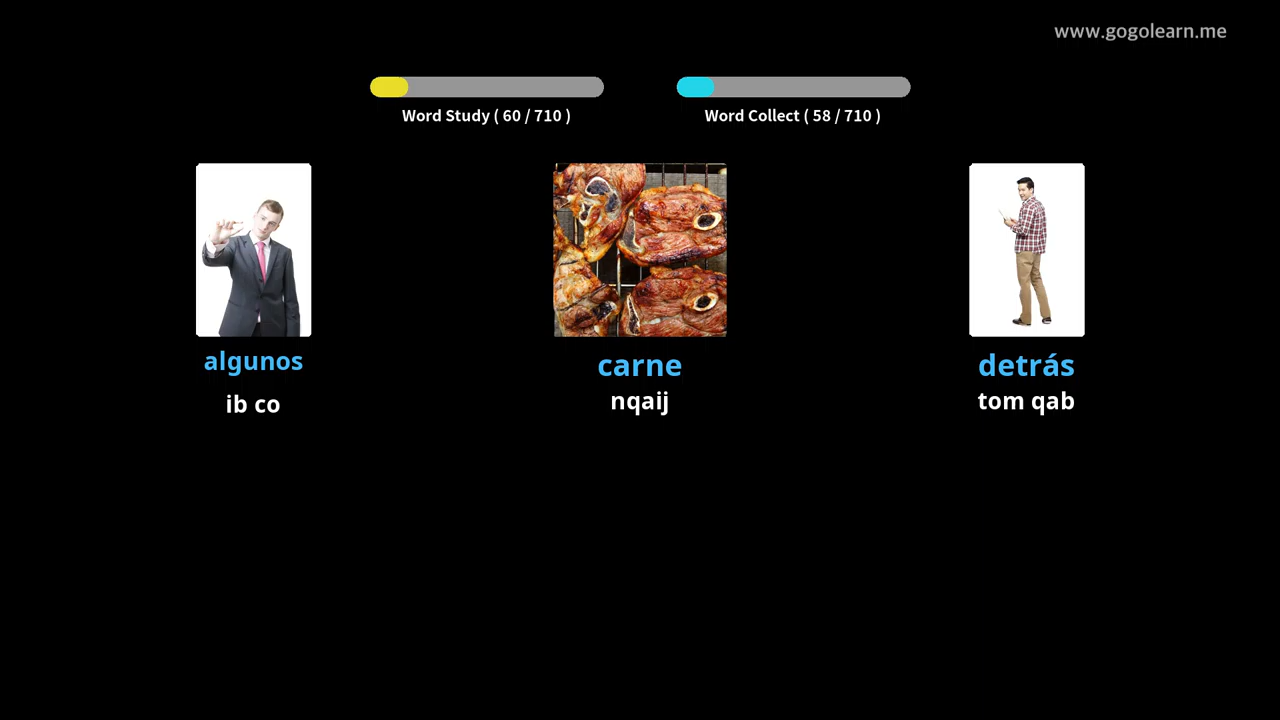 www.gogolearn.me
Word Study ( 60 / 710 )
Word Collect ( 58 / 710 )
algunos
ib co
carne
nqaij
detrás
tom qab